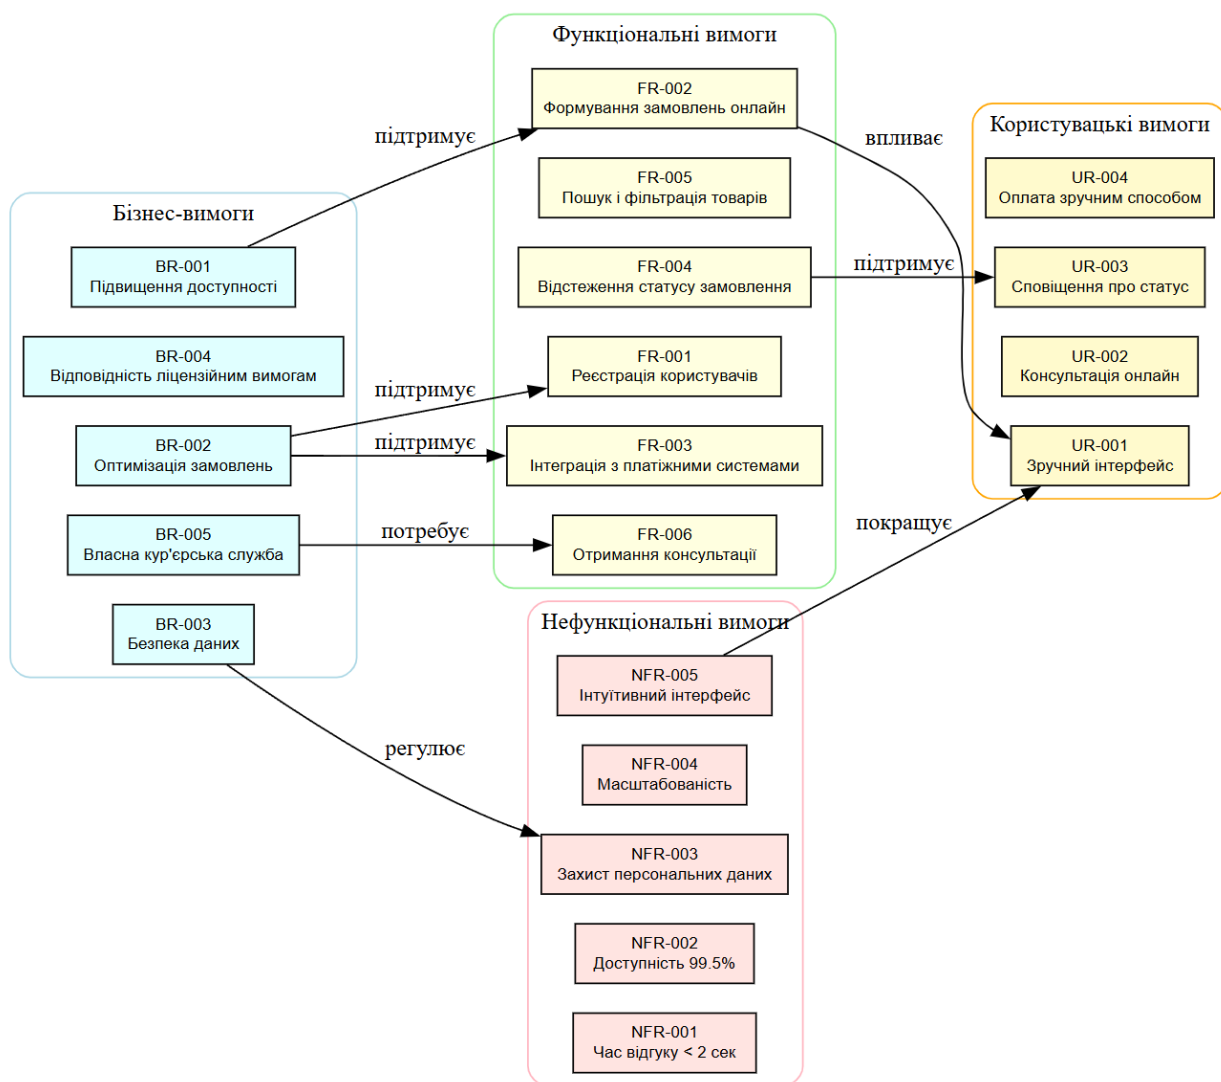 Бізнес-вимоги
BR-001
Підвищення доступності
BR-004
Відповідність ліцензійним вимогам
BR-002
Оптимізація замовлень
BR-005
Власна кур'єрська служба
BR-003
Безпека даних
підтримує
підтримує
підтримує
потребує
регулює
Функціональні вимоги
FR-002
Формування замовлень онлайн
FR-005
Пошук і фільтрація товарів
FR-004
Відстеження статусу замовлення
FR-001
Реєстрація користувачів
FR-003
Інтеграція з платіжними системами
FR-006
Отримання консультації
Нефункціональні вимоги
NFR-005
Інтуїтивний інтерфейс
NFR-004
Масштабованість
NFR-003
Захист персональних даних
NFR-002
Доступність 99.5%
NFR-001
Час відгуку < 2 сек
впливає
підтримує
покращує
Користувацькі вимоги
UR-004
Оплата зручним способом
UR-003
Сповіщення про статус
UR-002
Консультація онлайн
UR-001
Зручний інтерфейс